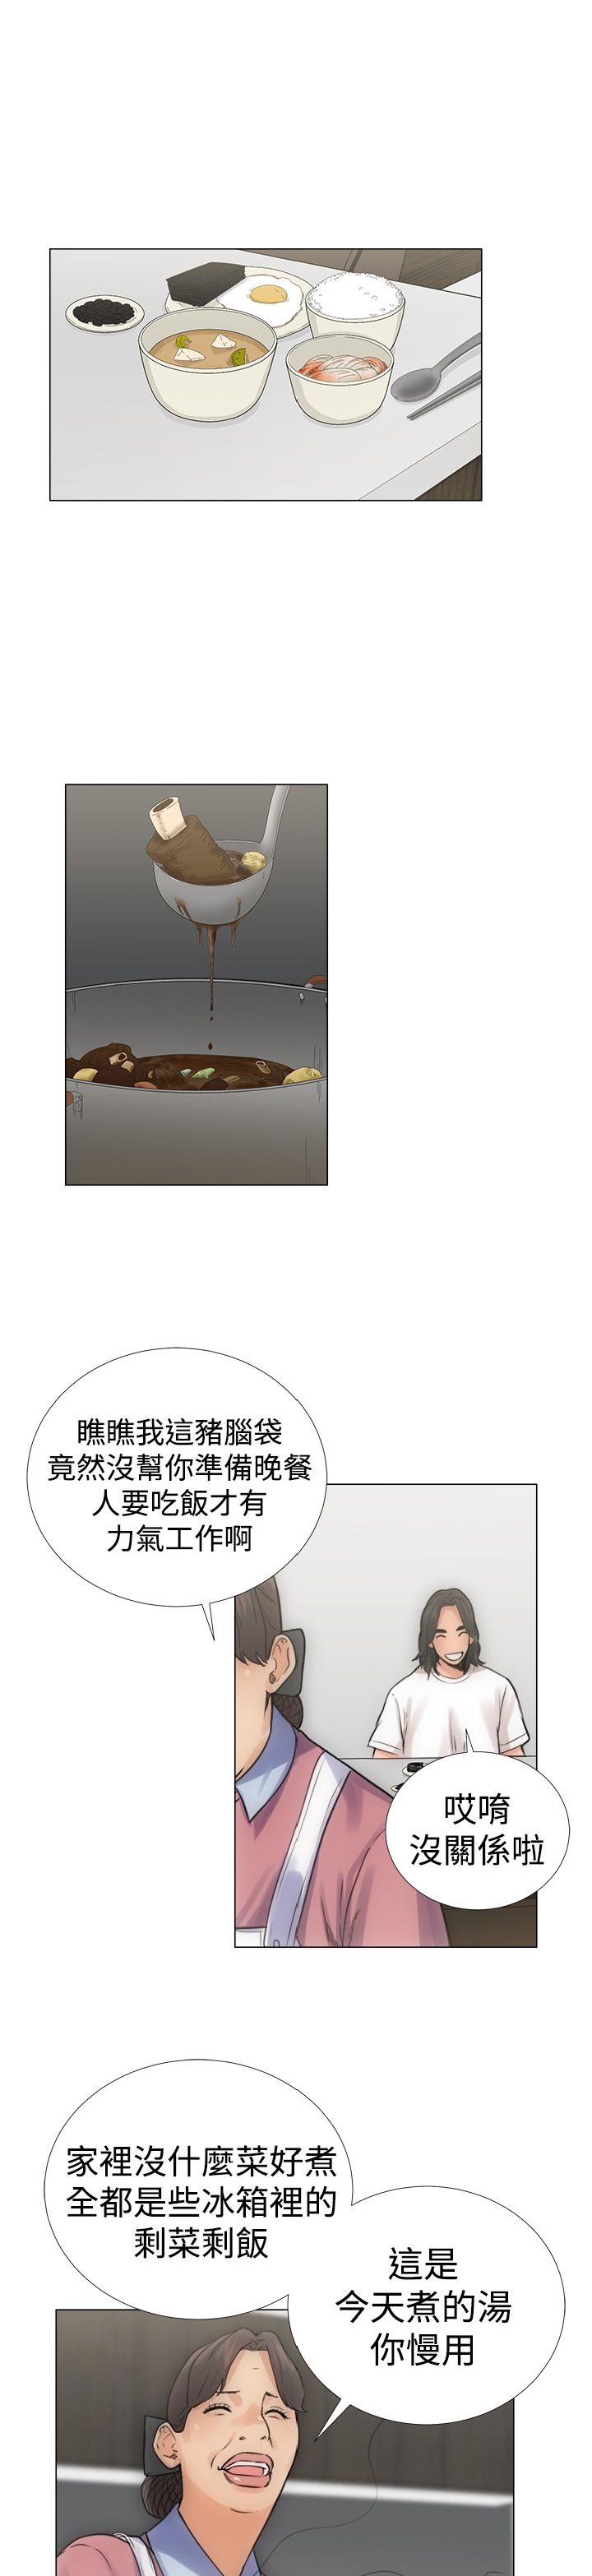 瞧瞧我這豬腦袋
竟然沒幫你準備晚餐
人要吃飯才有
力氣工作啊
哎唷
沒關係啦
家裡沒什麼菜好煮
全都是些冰箱裡的
剩菜剩飯
這是
今天煮的湯
你慢用